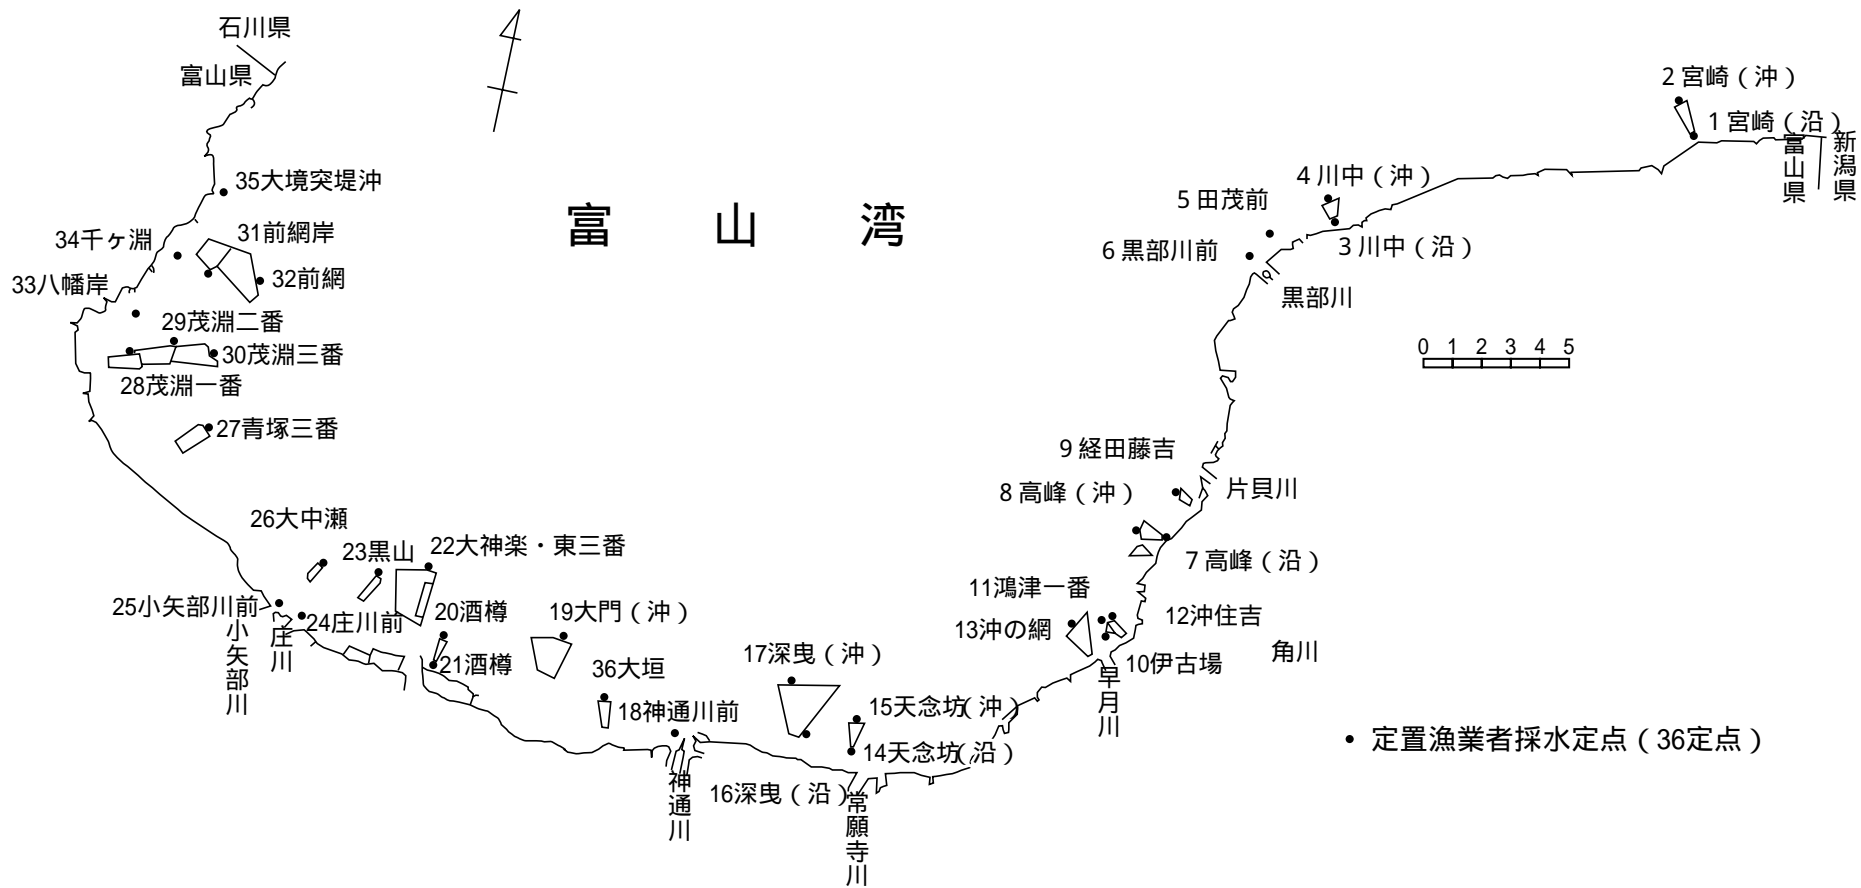 石川県
富山県
富山湾
2 宮崎（沖）
1 宮崎（沿）
富山県
新潟県
4 川中（沖）
5 田茂前
3 川中（沿）
6 黒部川前
黒部川
0 1 2 3 4 5
35大境突堤沖
34千ヶ淵
31前網岸
32前網
33八幡岸
29茂淵二番
30茂淵三番
28茂淵一番
27青塚三番
9 経田藤吉
8 高峰（沖）
片貝川
7 高峰（沿）
26大中瀬
23黒山
22大神楽・東三番
11鴻津一番
12沖住吉
13沖の網
10伊古場
角川
早月川
25小矢部川前
24庄川前
小矢部川
庄川
20酒樽
21酒樽
19大門（沖）
36大垣
17深曳（沖）
18神通川前
15天念坊（沖）
14天念坊（沿）
16深曳（沿）
神通川
常願寺川
• 定置漁業者採水定点（36定点）